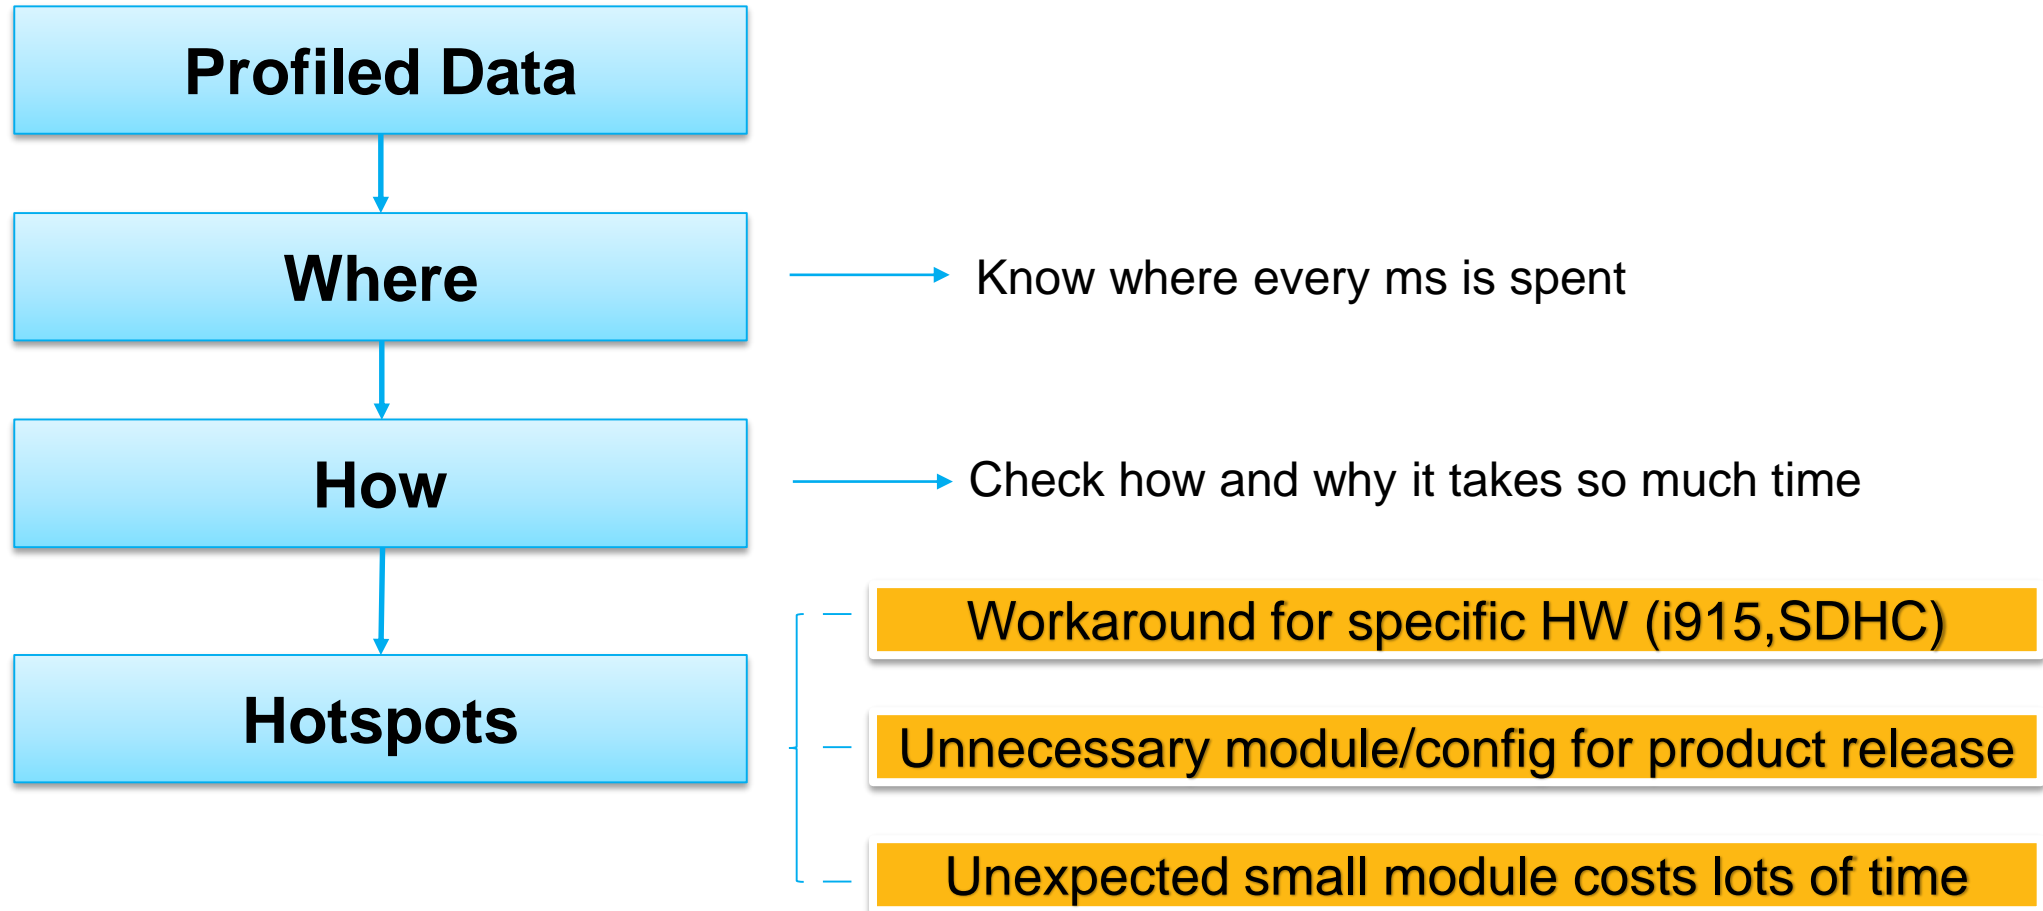 Profiled Data
Where
Know where every ms is spent
How
Check how and why it takes so much time
Hotspots
Workaround for specific HW (i915,SDHC)
Unnecessary module/config for product release
Unexpected small module costs lots of time